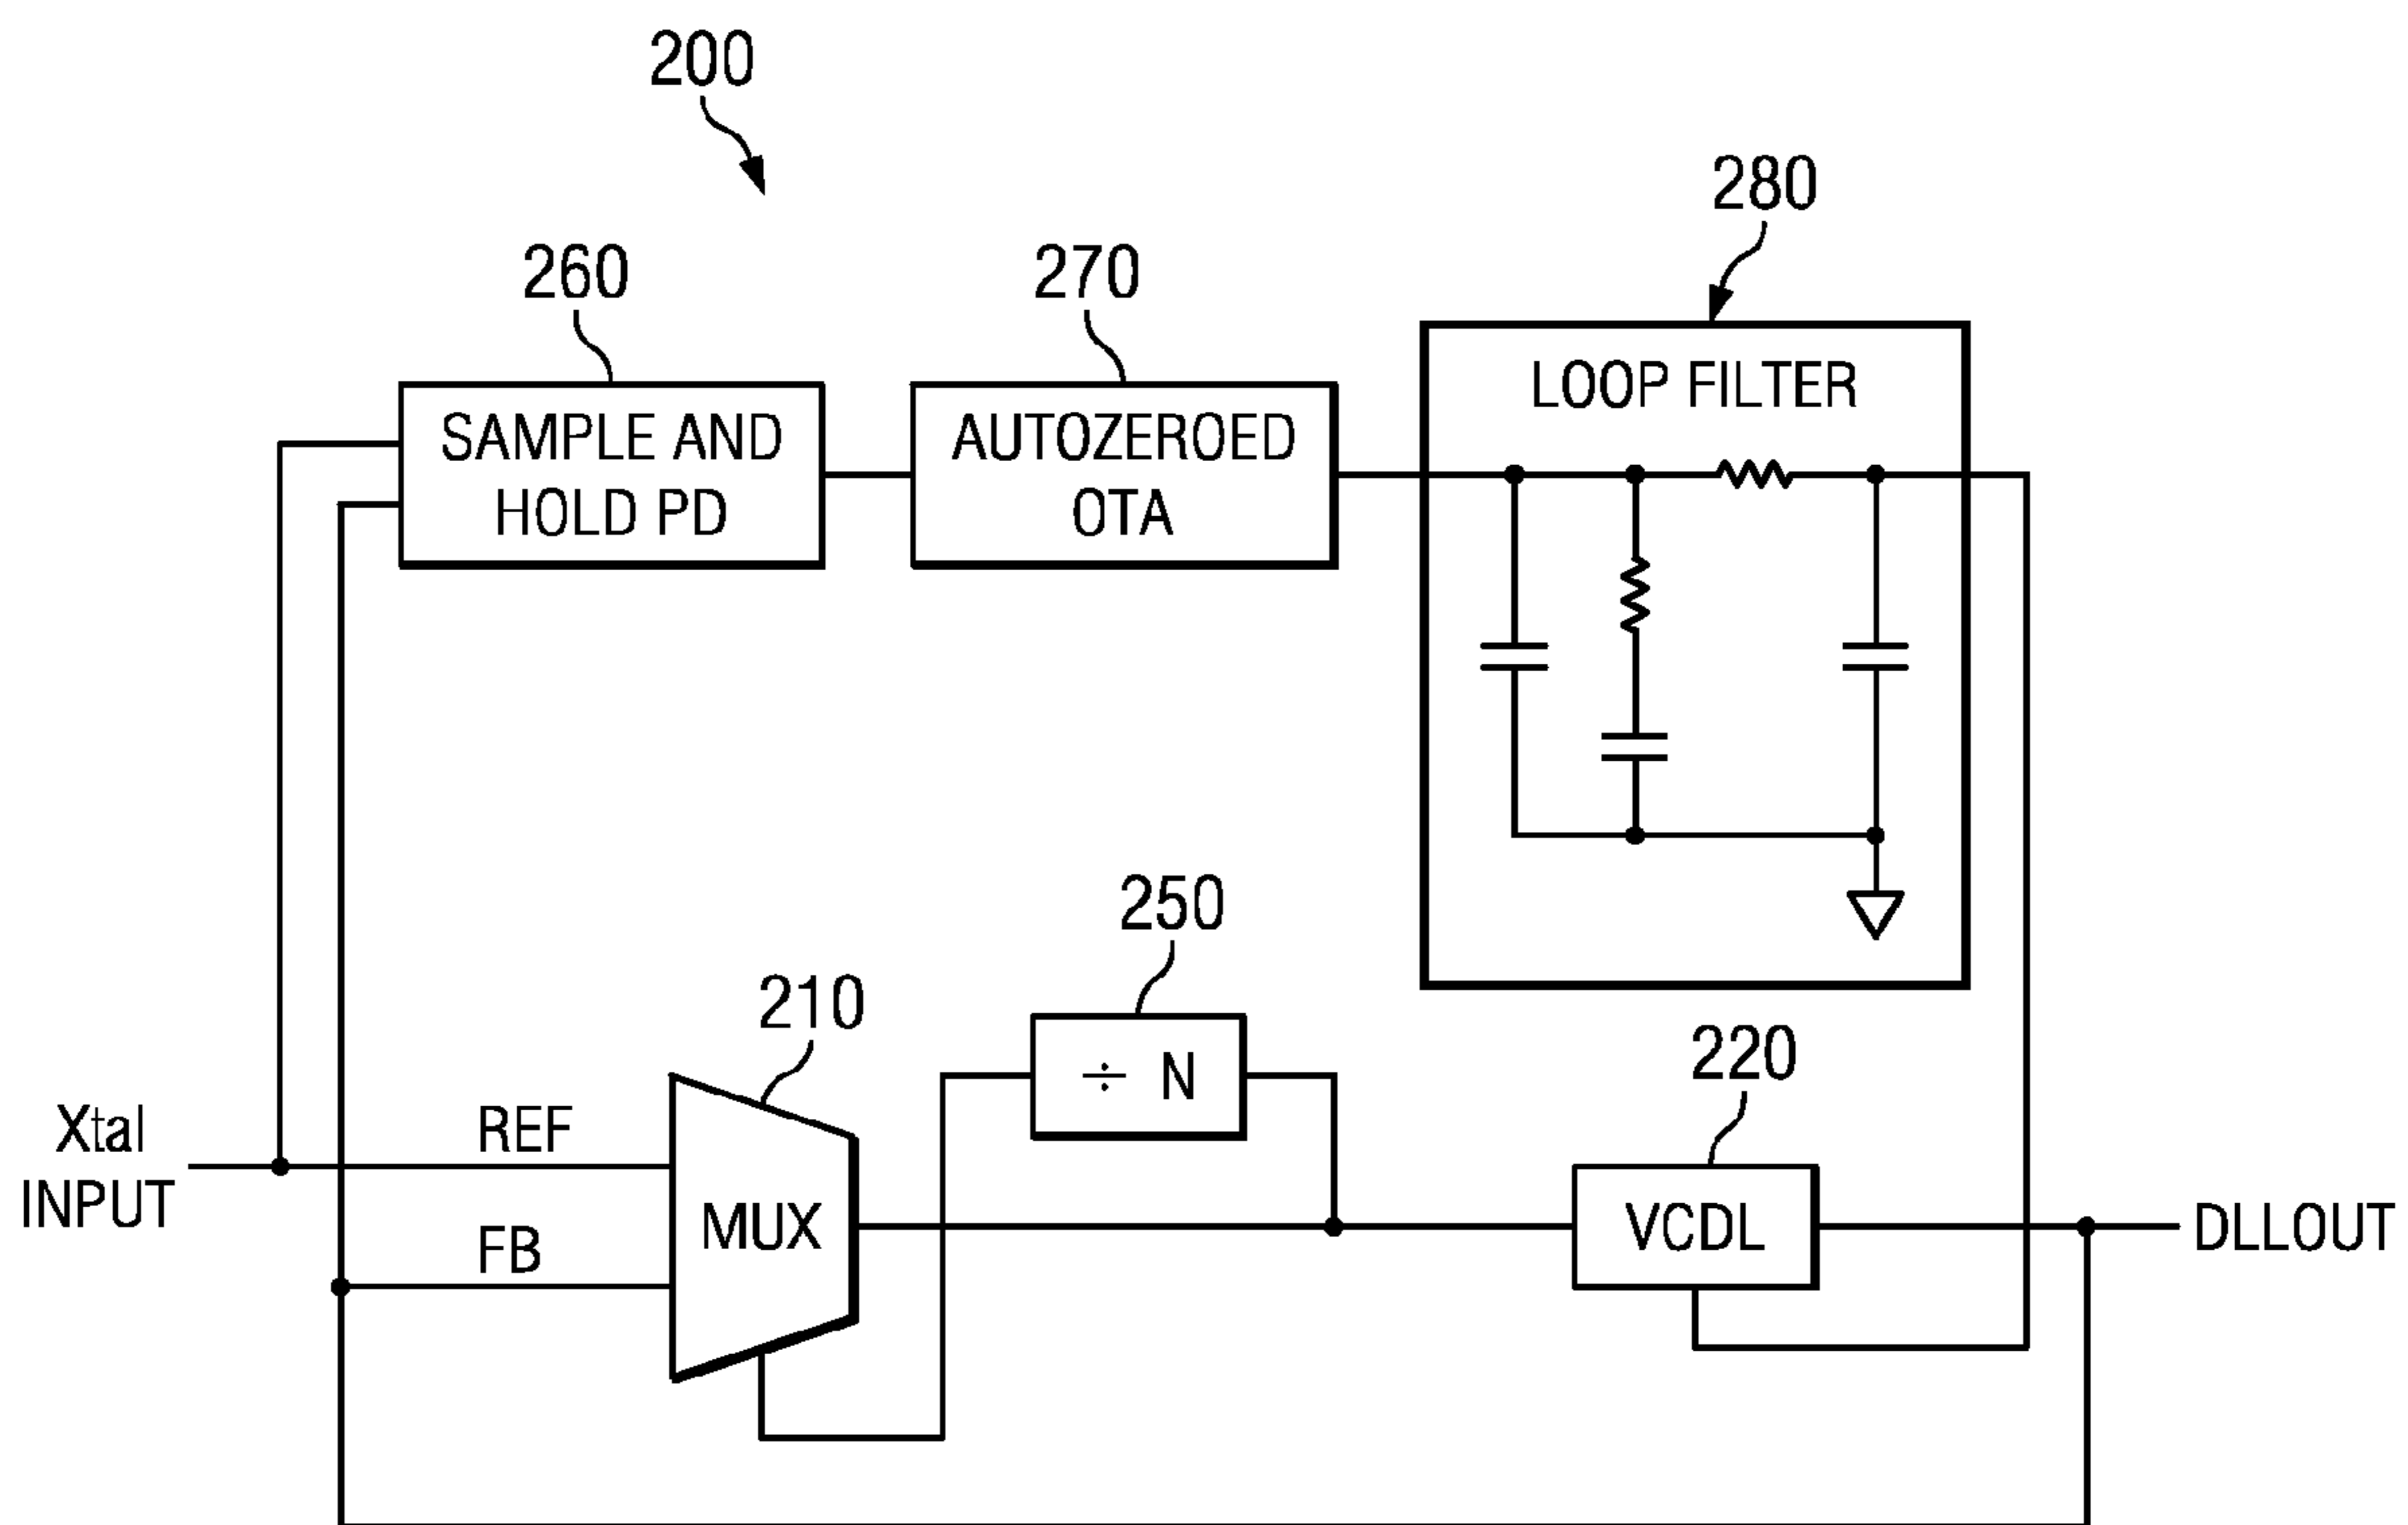 200
280
260
270
LOOP FILTER
SAMPLE AND
HOLD PD
AUTOZEROED
OTA
250
210
÷ N
220
Xtal
INPUT
REF
FB
MUX
VCDL
DLLOUT